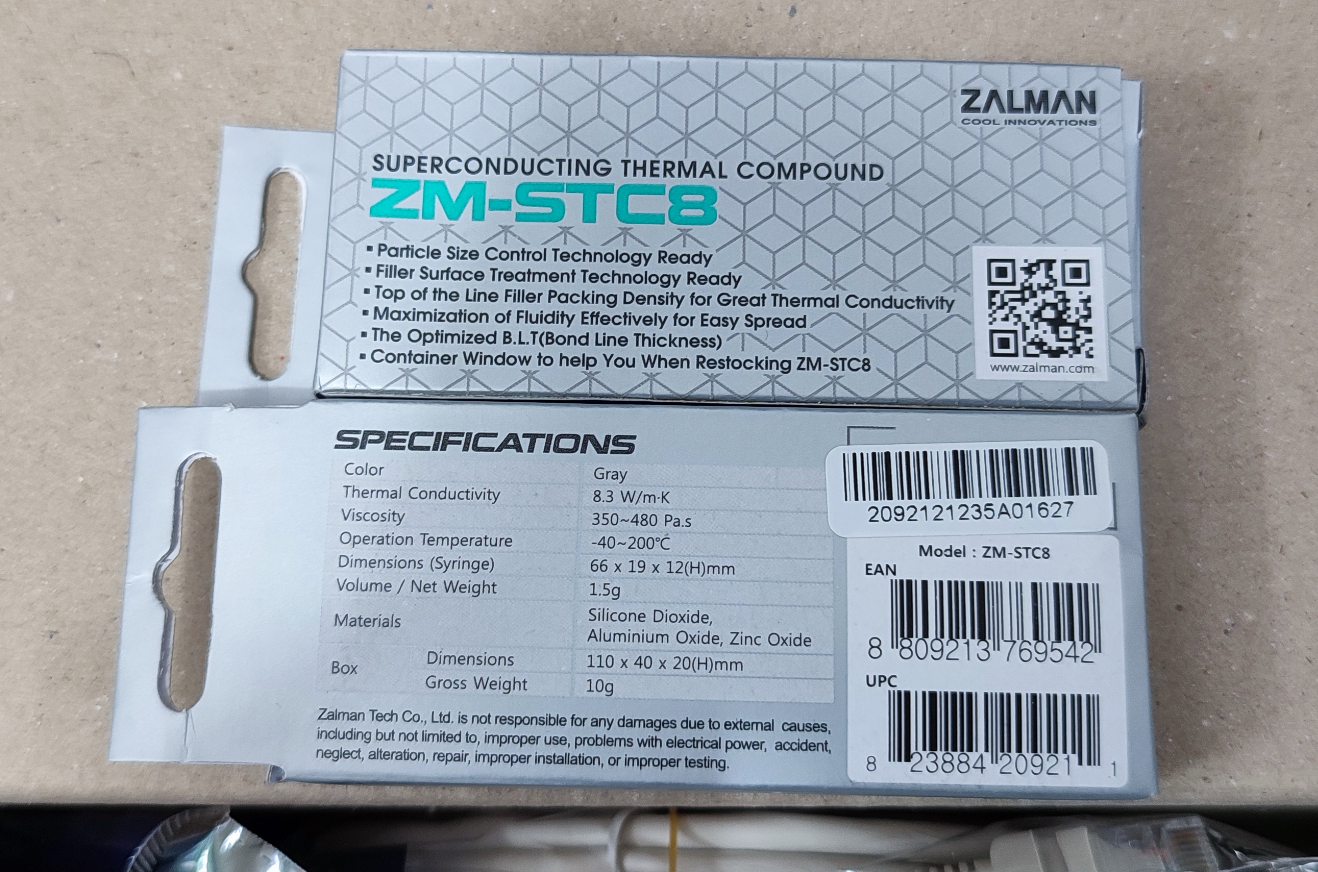 ZALMAN
COOL INNOVATIONS
SUPERCONDUCTING THERMAL COMPOUND
ZM-STC8
▪ Particle Size Control Technology Ready
▪ Filler Surface Treatment Technology Ready
▪ Top of the Line Filler Packing Density for Great Thermal Conductivity
▪ Maximization of Fluidity Effectively for Easy Spread
▪ The Optimized B.L.T(Bond Line Thickness)
▪ Container Window to help You When Restocking ZM-STC8
www.zalman.com
SPECIFICATIONS
Color Gray
Thermal Conductivity 8.3 W/m·K
Viscosity 350~480 Pa.s
Operation Temperature -40~200℃
Dimensions (Syringe) 66 x 19 x 12(H)mm
Volume / Net Weight 1.5g
Materials Silicone Dioxide,
Aluminium Oxide, Zinc Oxide
Box Dimensions 110 x 40 x 20(H)mm
Gross Weight 10g
Zalman Tech Co., Ltd. is not responsible for any damages due to external causes,
including but not limited to, improper use, problems with electrical power, accident,
neglect, alteration, repair, improper installation, or improper testing.
2092121235A01627
Model : ZM-STC8
EAN
8 809213 769542
UPC
8 23884 20921 1